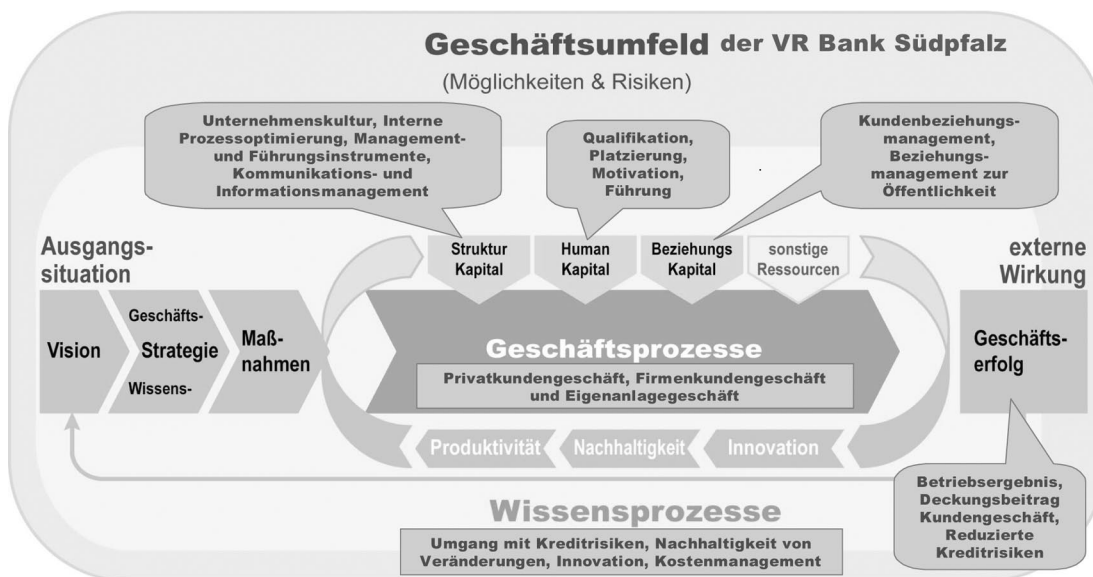 Geschäftsumfeld der VR Bank Südpfalz
(Möglichkeiten & Risiken)
Unternehmenskultur, Interne
Prozessoptimierung, Management-
und Führungsinstrumente,
Kommunikations- und
Informationsmanagement
Qualifikation,
Platzierung,
Motivation,
Führung
Kundenbeziehungs-
management,
Beziehungs-
management zur
Öffentlichkeit
Ausgangs-
situation
Struktur
Kapital
Human
Kapital
Beziehungs
Kapital
sonstige
Ressourcen
externe
Wirkung
Vision
Geschäfts-
Strategie
Wissens-
Maß-
nahmen
Geschäftsprozesse
Privatkundengeschäft, Firmenkundengeschäft
und Eigenanlagegeschäft
Geschäfts-
erfolg
Produktivität
Nachhaltigkeit
Innovation
Betriebsergebnis,
Deckungsbeitrag
Kundengeschäft,
Reduzierte
Kreditrisiken
Wissensprozesse
Umgang mit Kreditrisiken, Nachhaltigkeit von
Veränderungen, Innovation, Kostenmanagement